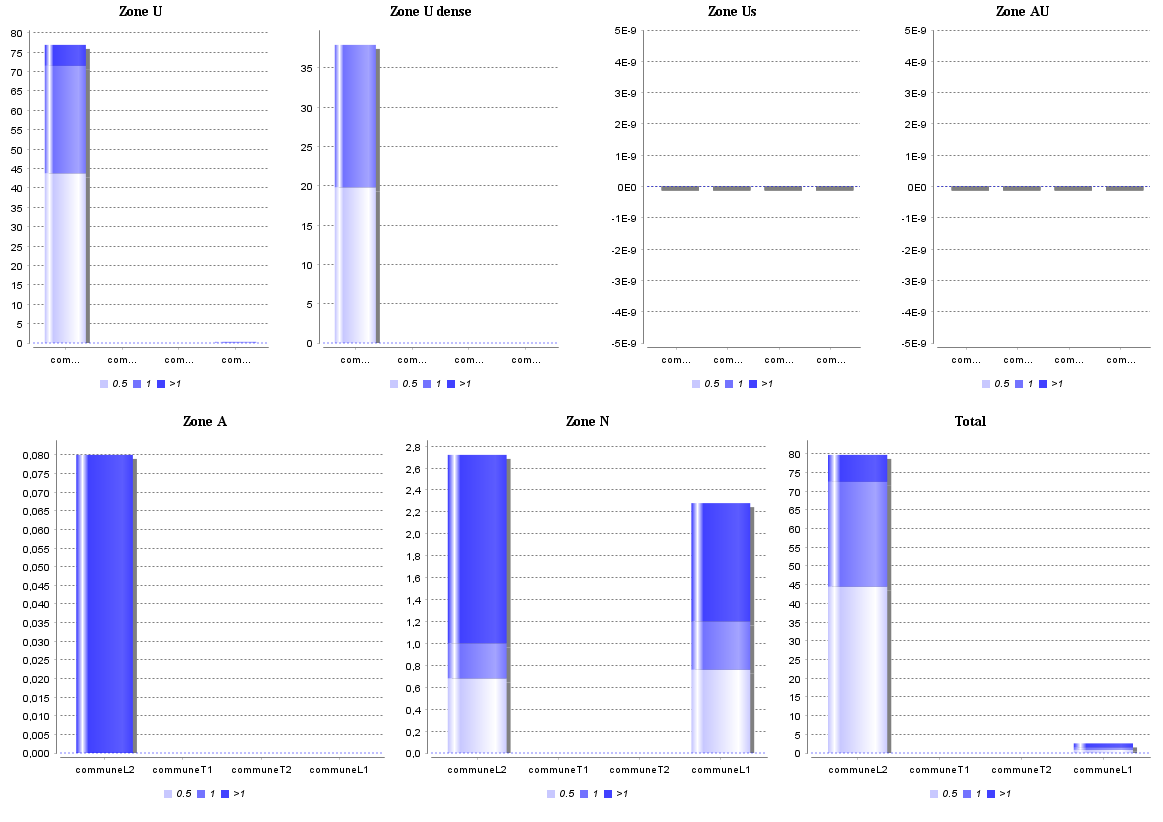 Zone U
80
75
70
65
60
55
50
45
40
35
30
25
20
15
10
5
0
com... com... com... com...
0.5 1 >1
Zone U dense
35
30
25
20
15
10
5
0
com... com... com... com...
0.5 1 >1
Zone Us
5E-9
4E-9
3E-9
2E-9
1E-9
0E0
-1E-9
-2E-9
-3E-9
-4E-9
-5E-9
com... com... com... com...
0.5 1 >1
Zone AU
5E-9
4E-9
3E-9
2E-9
1E-9
0E0
-1E-9
-2E-9
-3E-9
-4E-9
-5E-9
com... com... com... com...
0.5 1 >1
Zone A
0,080
0,075
0,070
0,065
0,060
0,055
0,050
0,045
0,040
0,035
0,030
0,025
0,020
0,015
0,010
0,005
0,000
communeL2 communeT1 communeT2 communeL1
0.5 1 >1
Zone N
2,8
2,6
2,4
2,2
2,0
1,8
1,6
1,4
1,2
1,0
0,8
0,6
0,4
0,2
0,0
communeL2 communeT1 communeT2 communeL1
0.5 1 >1
Total
80
75
70
65
60
55
50
45
40
35
30
25
20
15
10
5
0
communeL2 communeT1 communeT2 communeL1
0.5 1 >1